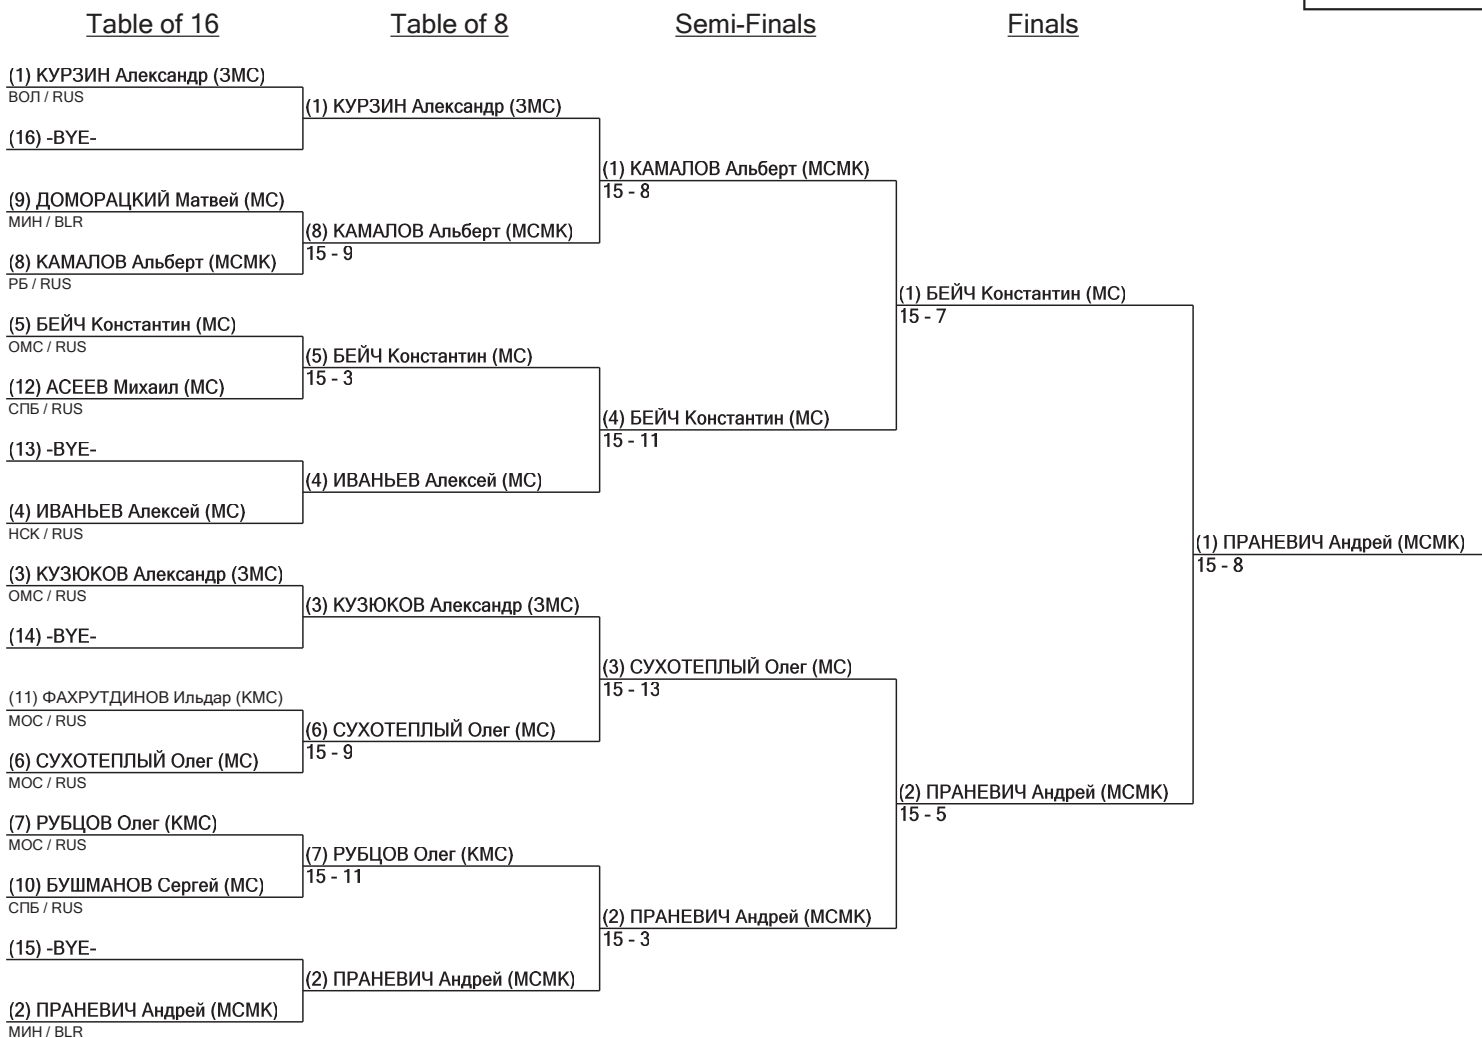 Table of 16
Table of 8
Semi-Finals
Finals
(1) КУРЗИН Александр (ЗМС)
ВОЛ / RUS
(1) КУРЗИН Александр (ЗМС)
(16) -BYE-
(1) КАМАЛОВ Альберт (МСМК)
15 - 8
(9) ДОМОРАЦКИЙ Матвей (МС)
МИН / BLR
(8) КАМАЛОВ Альберт (МСМК)
15 - 9
(8) КАМАЛОВ Альберт (МСМК)
РБ / RUS
(1) БЕЙЧ Константин (МС)
15 - 7
(5) БЕЙЧ Константин (МС)
ОМС / RUS
(5) БЕЙЧ Константин (МС)
15 - 3
(12) АСЕЕВ Михаил (МС)
СПБ / RUS
(4) БЕЙЧ Константин (МС)
15 - 11
(13) -BYE-
(4) ИВАНЬЕВ Алексей (МС)
(4) ИВАНЬЕВ Алексей (МС)
НСК / RUS
(1) ПРАНЕВИЧ Андрей (МСМК)
15 - 8
(3) КУЗЮКОВ Александр (ЗМС)
ОМС / RUS
(3) КУЗЮКОВ Александр (ЗМС)
(14) -BYE-
(3) СУХОТЕПЛЫЙ Олег (МС)
15 - 13
(11) ФАХРУТДИНОВ Ильдар (КМС)
МОС / RUS
(6) СУХОТЕПЛЫЙ Олег (МС)
15 - 9
(6) СУХОТЕПЛЫЙ Олег (МС)
МОС / RUS
(2) ПРАНЕВИЧ Андрей (МСМК)
15 - 5
(7) РУБЦОВ Олег (КМС)
МОС / RUS
(7) РУБЦОВ Олег (КМС)
15 - 11
(10) БУШМАНОВ Сергей (МС)
СПБ / RUS
(2) ПРАНЕВИЧ Андрей (МСМК)
15 - 3
(15) -BYE-
(2) ПРАНЕВИЧ Андрей (МСМК)
(2) ПРАНЕВИЧ Андрей (МСМК)
МИН / BLR